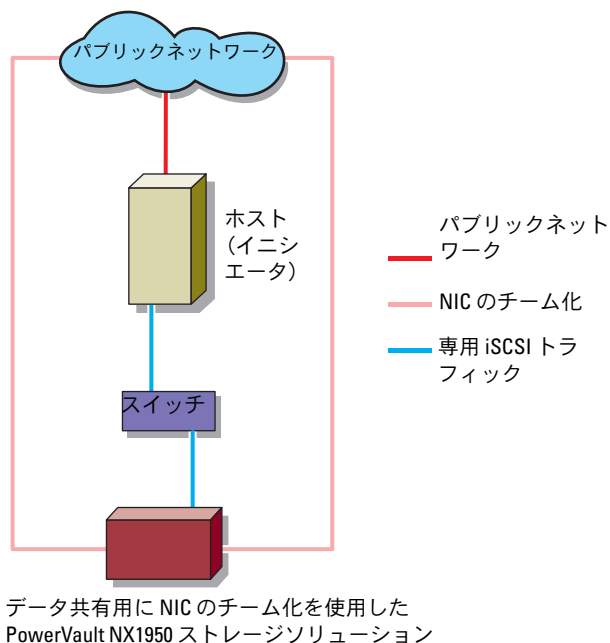 パブリックネットワーク
ホスト
（イニシ
エータ）
スイッチ
パブリックネット
ワーク
NIC のチーム化
専用 iSCSI トラ
フィック
データ共有用に NIC のチーム化を使用した
PowerVault NX1950 ストレージソリューション